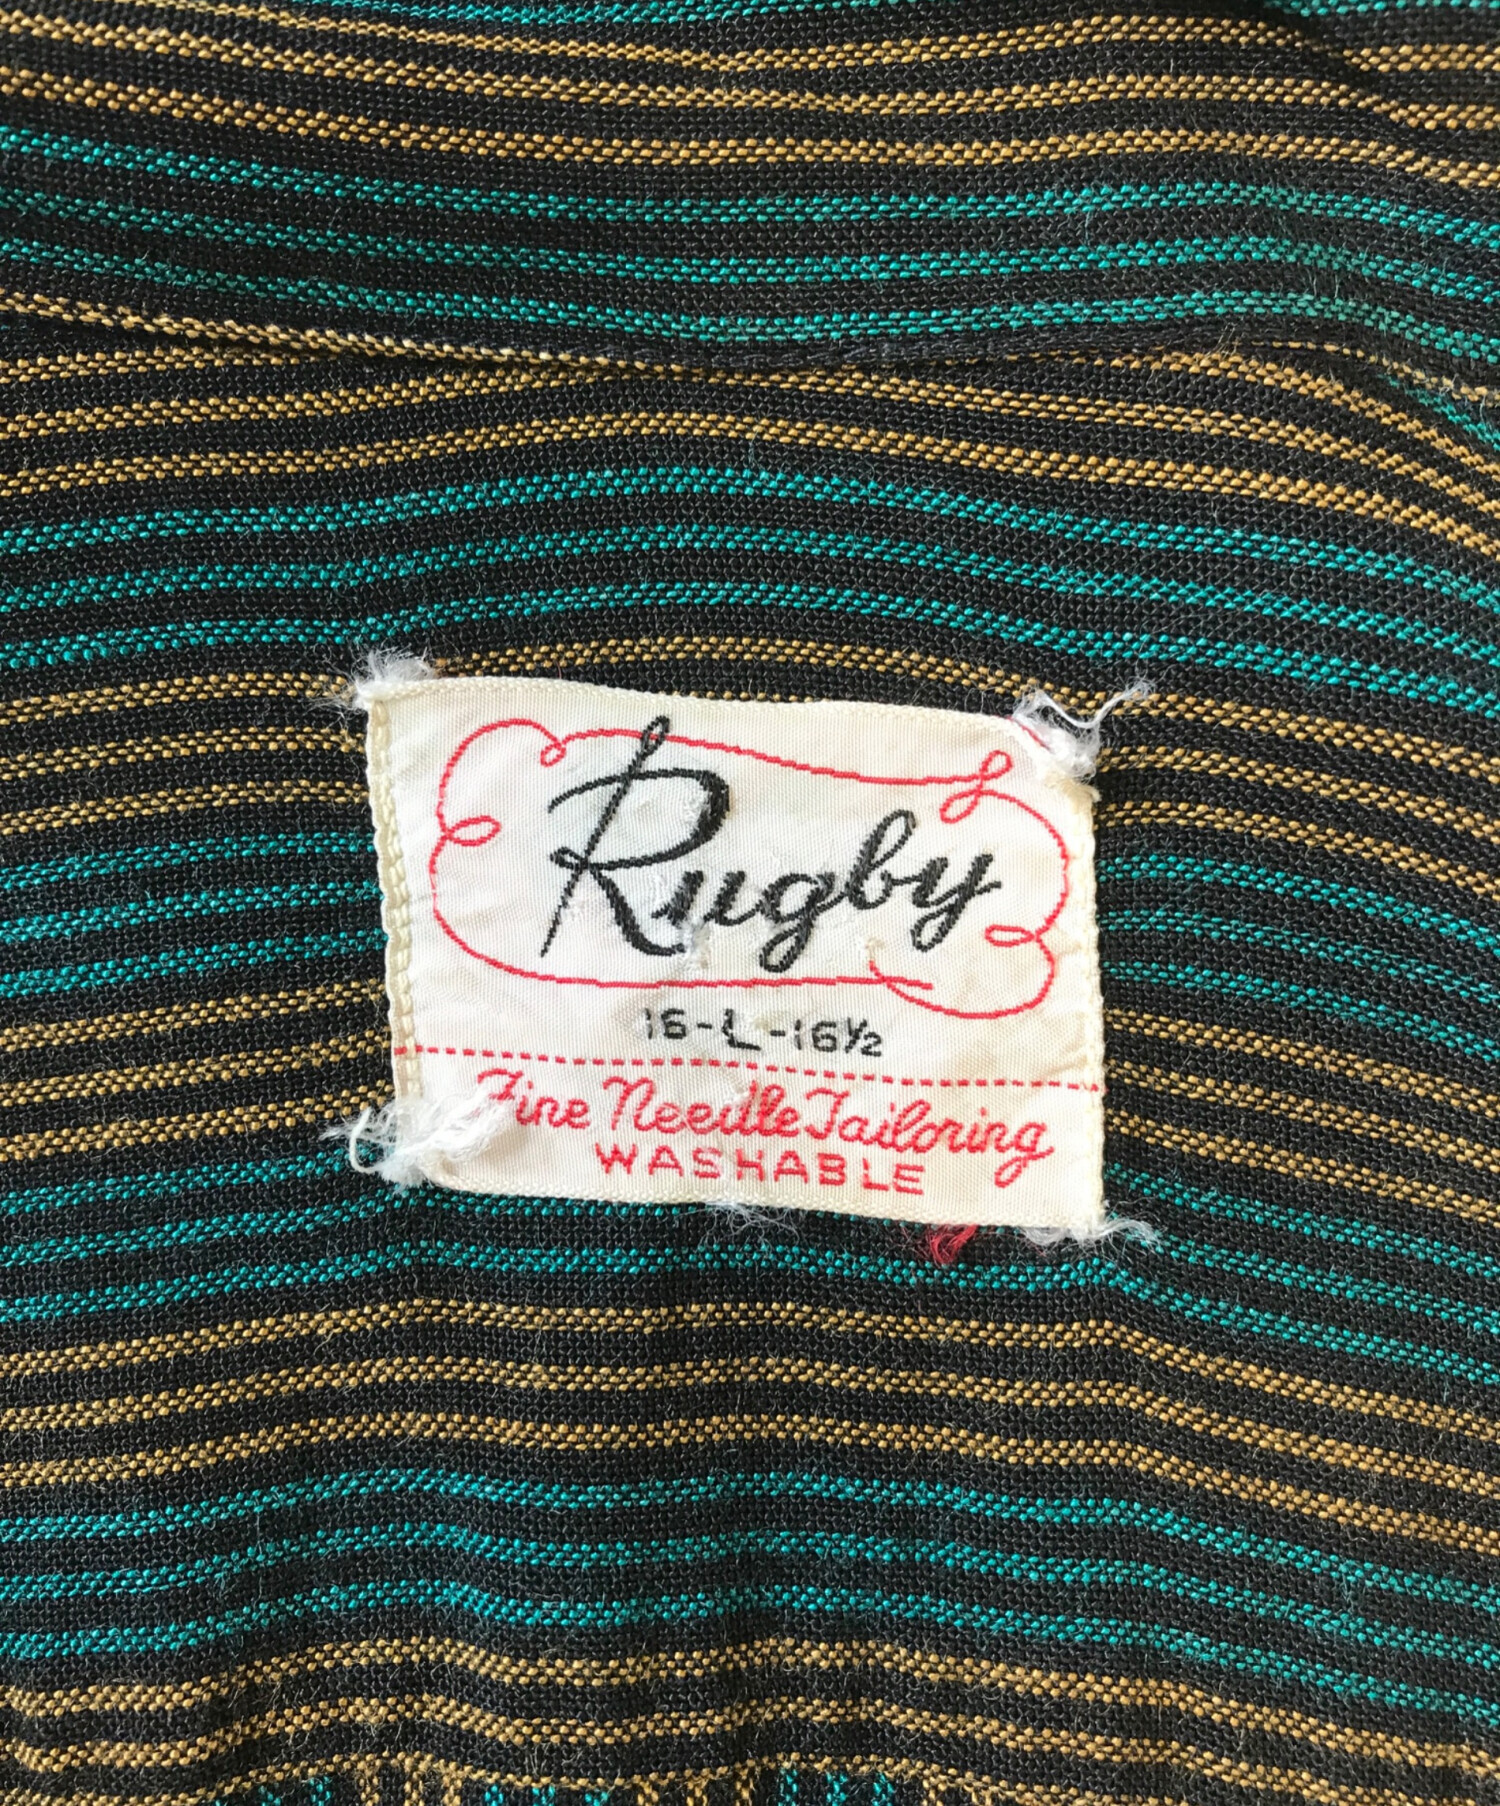 Rugby
16-L-16½
Fine Needle Tailoring
WASHABLE